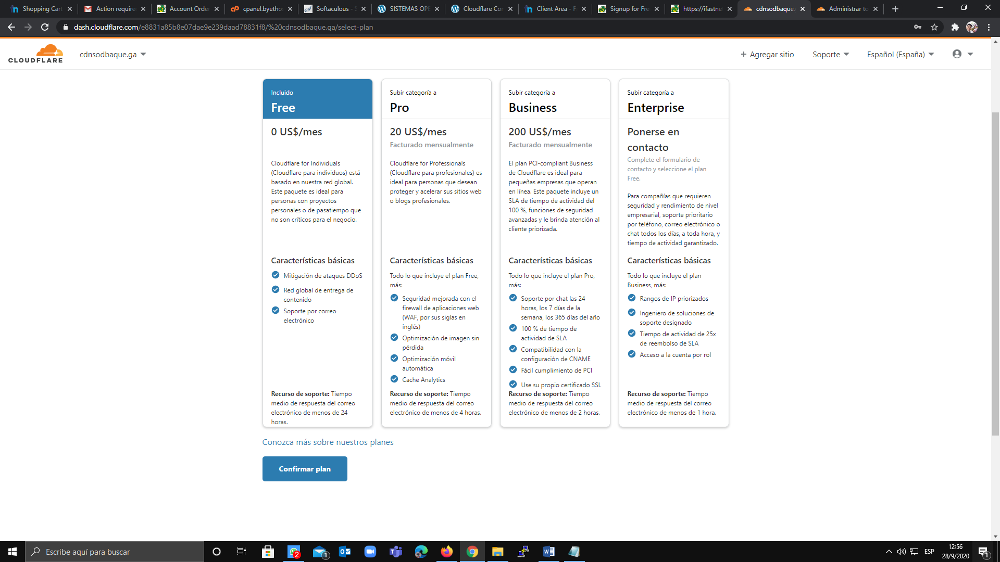 Shopping Cart
Action require
Account Order
cpanel.byetho
Softaculous - S
SISTEMAS OPE
Cloudflare Cor
Client Area - F
Signup for Fre
https://ifastne
cdnsodbaque.
Administrar to
dash.cloudflare.com/e8831a85b8e07dae9e239daad78831f8/%20cdnsodbaque.ga/select-plan
CLOUDFLARE
cdnsodbaque.ga
+ Agregar sitio
Soporte
Español (España)
Incluido
Free
0 US$/mes
Cloudflare for Individuals
(Cloudflare para individuos) está
basado en nuestra red global.
Este paquete es ideal para
personas con proyectos
personales o de pasatiempo que
no son críticos para el negocio.
Características básicas
Mitigación de ataques DDoS
Red global de entrega de
contenido
Soporte por correo
electrónico
Recurso de soporte: Tiempo
medio de respuesta del correo
electrónico de menos de 24
horas.
Subir categoría a
Pro
20 US$/mes
Facturado mensualmente
Cloudflare for Professionals
(Cloudflare para profesionales) es
ideal para personas que desean
proteger y acelerar sus sitios web
o blogs profesionales.
Características básicas
Todo lo que incluye el plan Free,
más:
Seguridad mejorada con el
firewall de aplicaciones web
(WAF, por sus siglas en
inglés)
Optimización de imagen sin
pérdida
Optimización móvil
automática
Cache Analytics
Recurso de soporte: Tiempo
medio de respuesta del correo
electrónico de menos de 4 horas.
Subir categoría a
Business
200 US$/mes
Facturado mensualmente
El plan PCI-compliant Business
de Cloudflare es ideal para
pequeñas empresas que operan
en línea. Este paquete incluye un
SLA de tiempo de actividad del
100 %, funciones de seguridad
avanzadas y le brinda atención al
cliente priorizada.
Características básicas
Todo lo que incluye el plan Pro,
más:
Soporte por chat las 24
horas, los 7 días de la
semana, los 365 días del año
100 % de tiempo de
actividad de SLA
Compatibilidad con la
configuración de CNAME
Fácil cumplimiento de PCI
Use su propio certificado SSL
Recurso de soporte: Tiempo
medio de respuesta del correo
electrónico de menos de 2 horas.
Subir categoría a
Enterprise
Ponerse en
contacto
Complete el formulario de
contacto y seleccione el plan
Free.
Para compañías que requieren
seguridad y rendimiento de nivel
empresarial, soporte prioritario
por teléfono, correo electrónico o
chat todos los días, a toda hora, y
tiempo de actividad garantizado.
Características básicas
Todo lo que incluye el plan
Business, más:
Rangos de IP priorizados
Ingeniero de soluciones de
soporte designado
Tiempo de actividad de 25x
de reembolso de SLA
Acceso a la cuenta por rol
Recurso de soporte: Tiempo
medio de respuesta del correo
electrónico de menos de 1 hora.
Conozca más sobre nuestros planes
Confirmar plan
Escribe aquí para buscar
2
1
ESP
12:56
28/9/2020
1